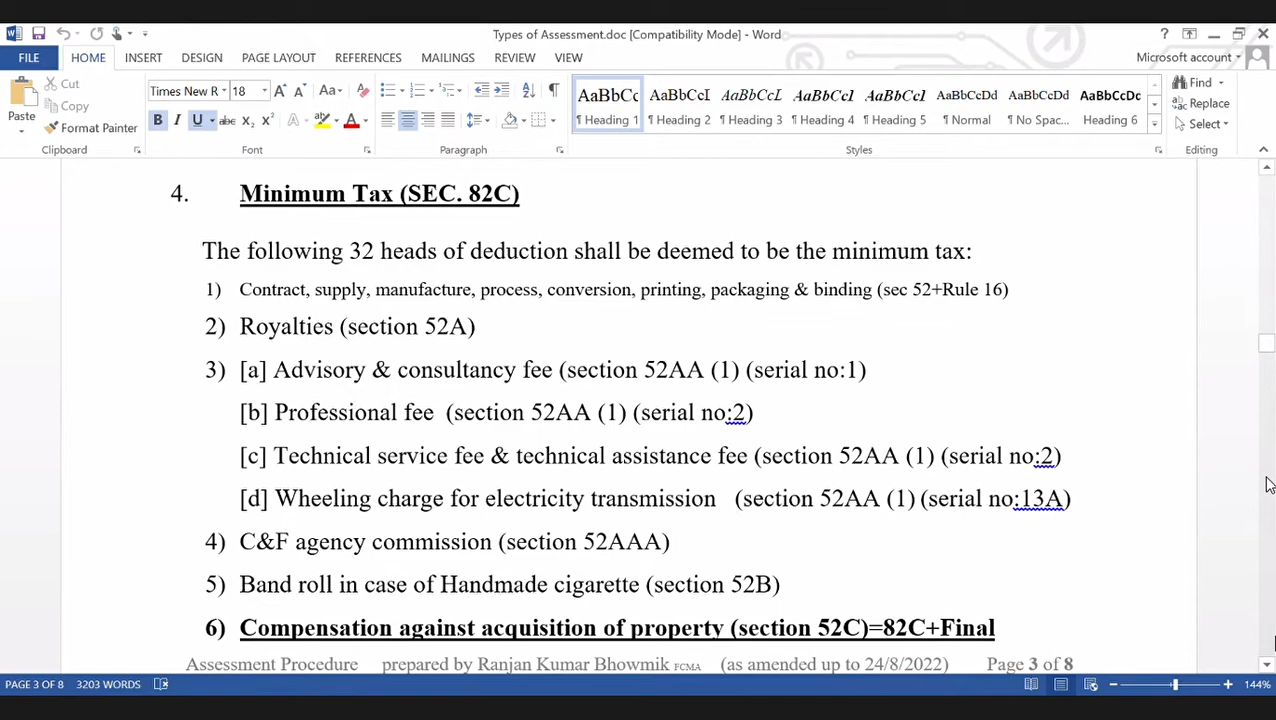 Types of Assessment.doc [Compatibility Mode] - Word
FILE HOME INSERT DESIGN PAGE LAYOUT REFERENCES MAILINGS REVIEW VIEW Microsoft account
Cut
Copy
Format Painter
Paste
Times New R 18
Aa
B I U abc X₂ X² A A
AaBbCc AaBbCcI AaBbCcL AaBbCcI AaBbCcI AaBbCcDd AaBbCcDd AaBbCcDc
¶ Heading 1 ¶ Heading 2 ¶ Heading 3 ¶ Heading 4 ¶ Heading 5 ¶ Normal ¶ No Spac... Heading 6
Find
Replace
Select
Clipboard Font Paragraph Styles Editing
4. Minimum Tax (SEC. 82C)
The following 32 heads of deduction shall be deemed to be the minimum tax:
1) Contract, supply, manufacture, process, conversion, printing, packaging & binding (sec 52+Rule 16)
2) Royalties (section 52A)
3) [a] Advisory & consultancy fee (section 52AA (1) (serial no:1)
[b] Professional fee (section 52AA (1) (serial no:2)
[c] Technical service fee & technical assistance fee (section 52AA (1) (serial no:2)
[d] Wheeling charge for electricity transmission (section 52AA (1) (serial no:13A)
4) C&F agency commission (section 52AAA)
5) Band roll in case of Handmade cigarette (section 52B)
6) Compensation against acquisition of property (section 52C)=82C+Final
Assessment Procedure prepared by Ranjan Kumar Bhowmik FCMA (as amended up to 24/8/2022) Page 3 of 8
PAGE 3 OF 8 3203 WORDS 144%